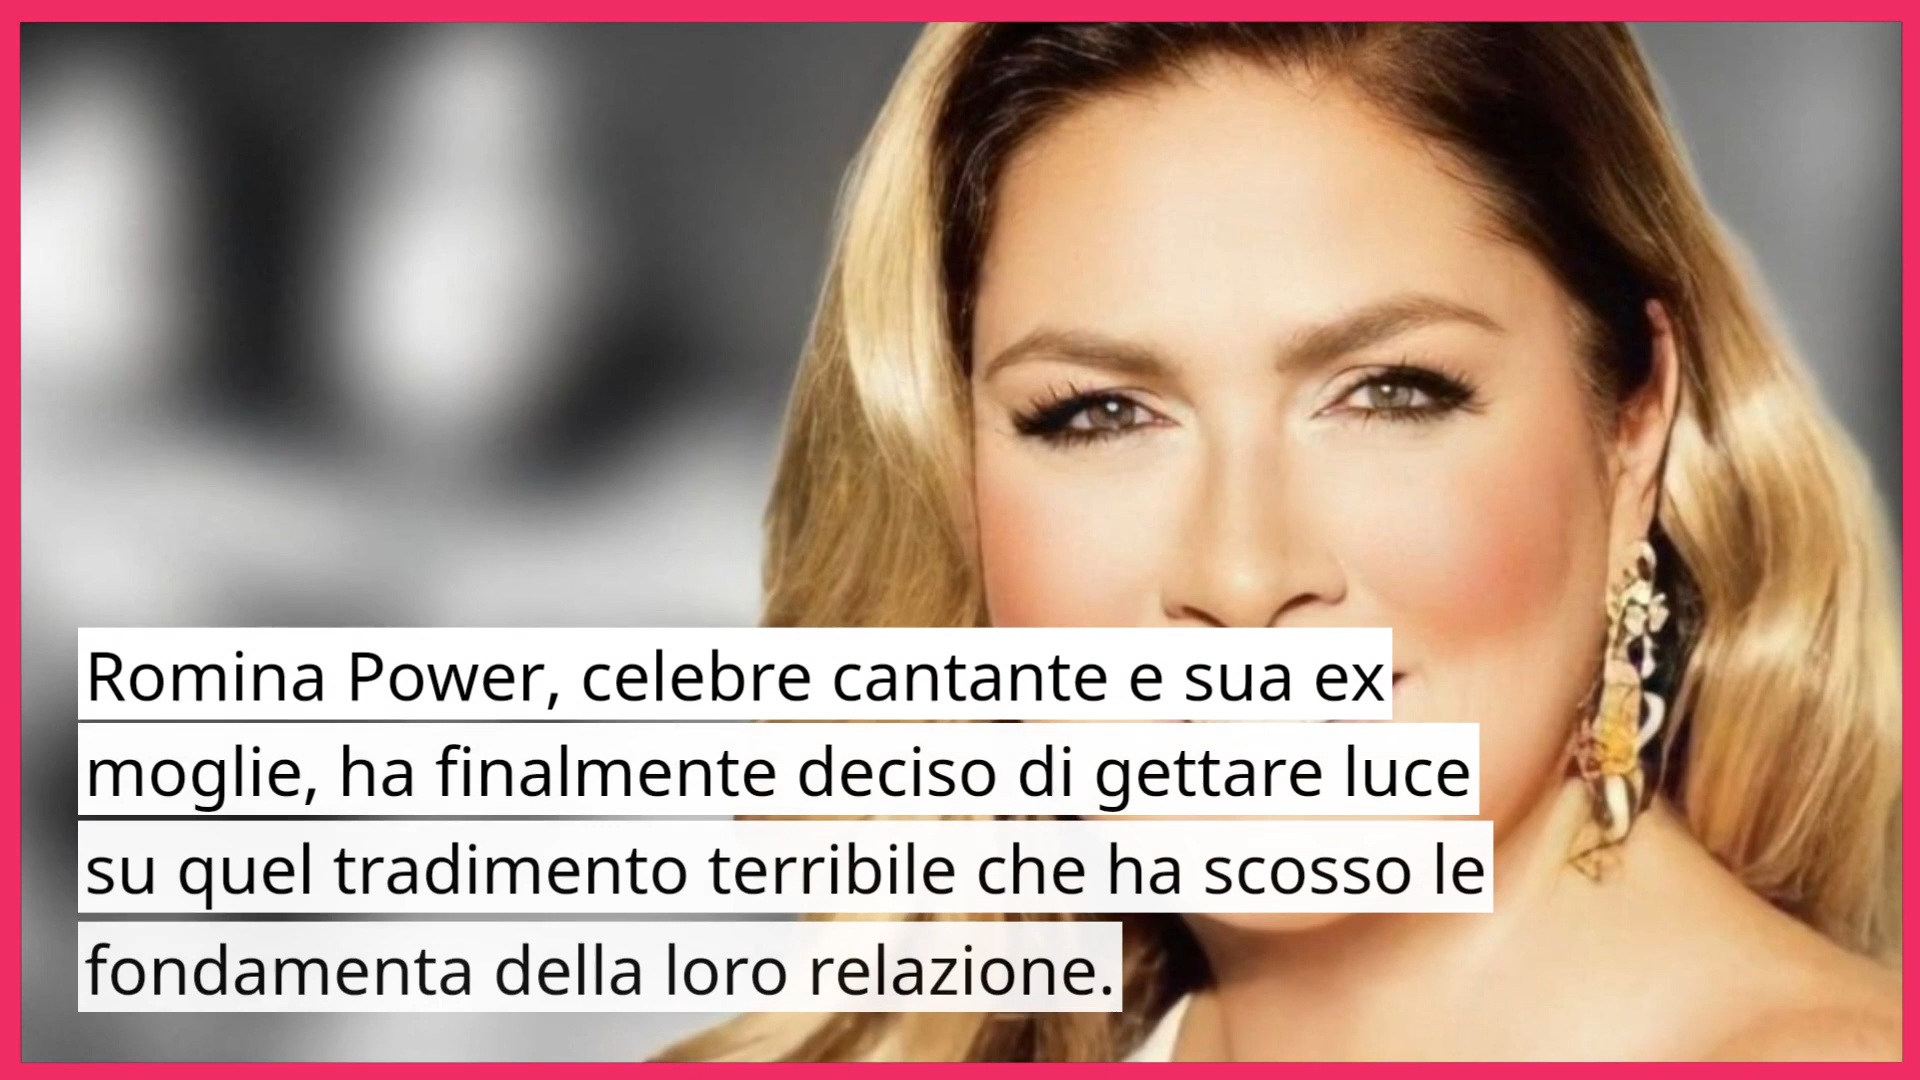 Romina Power, celebre cantante e sua ex
moglie, ha finalmente deciso di gettare luce
su quel tradimento terribile che ha scosso le
fondamenta della loro relazione.